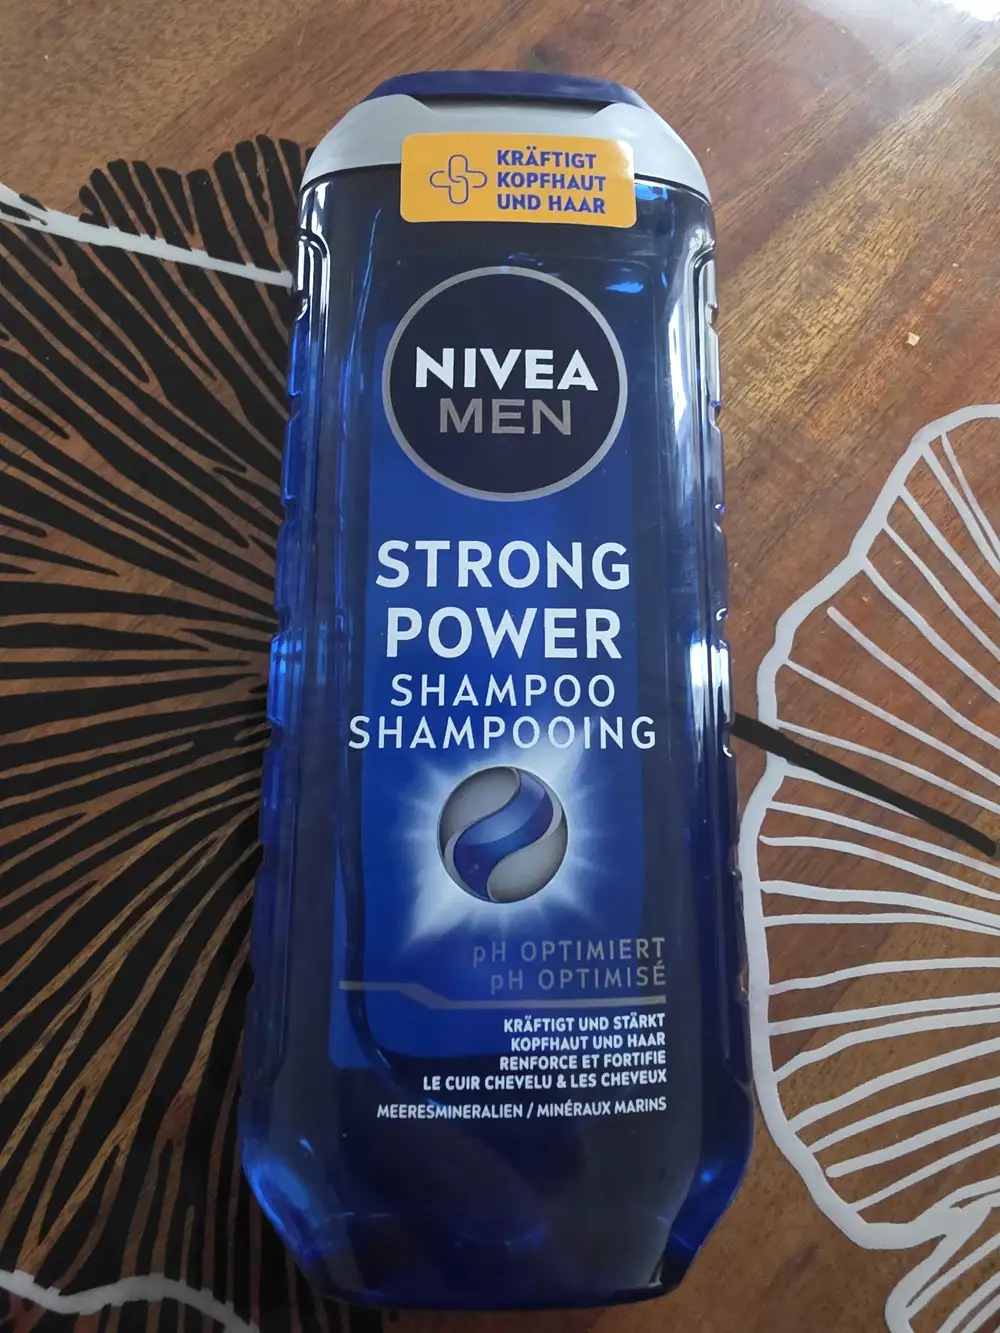 KRÄFTIGT
KOPFHAUT
UND HAAR
NIVEA
MEN
STRONG
POWER
SHAMPOO
SHAMPOOING
pH OPTIMIERT
pH OPTIMISÉ
KRÄFTIGT UND STÄRKT
KOPFHAUT UND HAAR
RENFORCE ET FORTIFIE
LE CUIR CHEVELU & LES CHEVEUX
MEERESMINERALIEN / MINÉRAUX MARINS